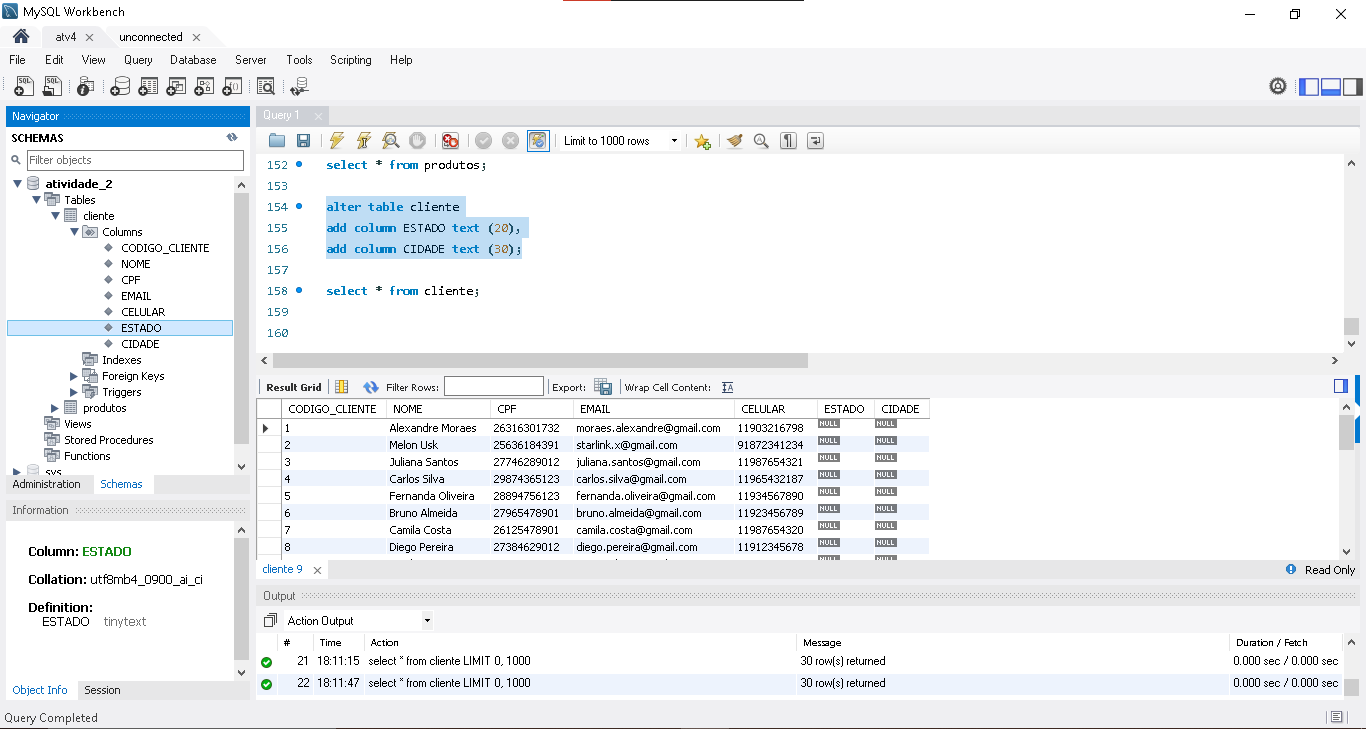 MySQL Workbench
atv4
unconnected
File Edit View Query Database Server Tools Scripting Help
Navigator
SCHEMAS
Filter objects
atividade_2
Tables
cliente
Columns
CODIGO_CLIENTE
NOME
CPF
EMAIL
CELULAR
ESTADO
CIDADE
Indexes
Foreign Keys
Triggers
produtos
Views
Stored Procedures
Functions
sys
Administration Schemas
Information
Column: ESTADO
Collation: utf8mb4_0900_ai_ci
Definition:
ESTADO tinytext
Object Info Session
Query 1
Limit to 1000 rows
152 select * from produtos;
153
154 alter table cliente
155 add column ESTADO text (20),
156 add column CIDADE text (30);
157
158 select * from cliente;
159
160
Result Grid Filter Rows: Export: Wrap Cell Content:
CODIGO_CLIENTE NOME CPF EMAIL CELULAR ESTADO CIDADE
1 Alexandre Moraes 26316301732 moraes.alexandre@gmail.com 11903216798 NULL NULL
2 Melon Usk 25636184391 starlink.x@gmail.com 91872341234 NULL NULL
3 Juliana Santos 27746289012 juliana.santos@gmail.com 11987654321 NULL NULL
4 Carlos Silva 29874365123 carlos.silva@gmail.com 11965432187 NULL NULL
5 Fernanda Oliveira 28894756123 fernanda.oliveira@gmail.com 11934567890 NULL NULL
6 Bruno Almeida 27965478901 bruno.almeida@gmail.com 11923456789 NULL NULL
7 Camila Costa 26125478901 camila.costa@gmail.com 11987654320 NULL NULL
8 Diego Pereira 27384629012 diego.pereira@gmail.com 11912345678 NULL NULL
cliente 9
Read Only
Output
Action Output
# Time Action Message Duration / Fetch
21 18:11:15 select * from cliente LIMIT 0, 1000 30 row(s) returned 0.000 sec / 0.000 sec
22 18:11:47 select * from cliente LIMIT 0, 1000 30 row(s) returned 0.000 sec / 0.000 sec
Query Completed